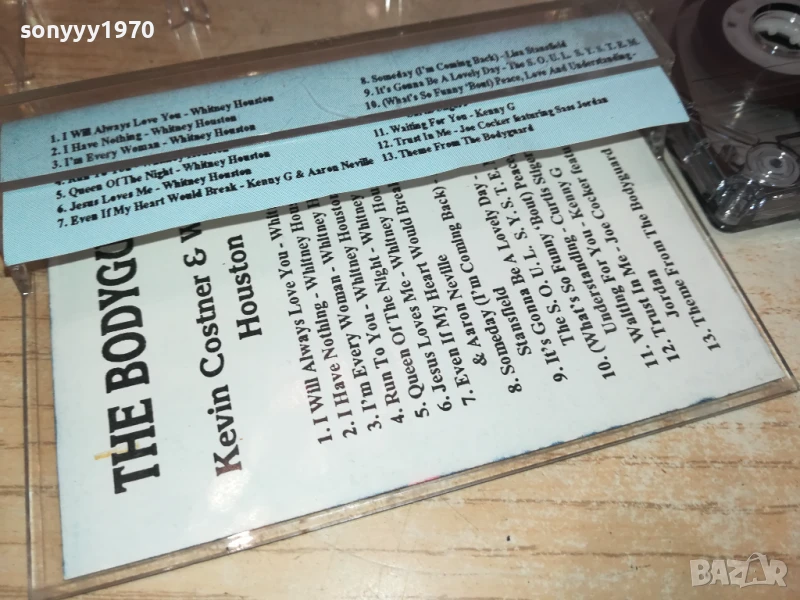 sonyyy1970
1. I Will Always Love You - Whitney Houston
2. I Have Nothing - Whitney Houston
3. I'm Every Woman - Whitney Houston
5. Queen Of The Night - Whitney Houston
6. Jesus Loves Me - Whitney Houston
7. Even If My Heart Would Break - Kenny G & Aaron Neville
8. Someday (I'm Coming Back) - Lisa Stansfield
9. It's Gonna Be A Lovely Day - The S. O. U. L. S. Y. S. T. E. M.
10. (What's So Funny 'Bout) Peace, Love And Understanding -
11. Waiting For You - Kenny G
12. Trust In Me - Joe Cocker featuring Sass Jordan
13. Theme From The Bodyguard
THE BODYGU
Kevin Costner & W
Houston
1. I Will Always Love You - Whi
2. I Have Nothing - Whitney Hou
3. I'm Every Woman - Whitney H
4. Run To You - Whitney Houston
5. Queen Of The Night - Whitney
6. Jesus Loves Me - Whitney Hou
7. Even If My Heart Would Break
& Aaron Neville
8. Someday (I'm Coming Back) -
Stansfield
9. It's Gonna Be A Lovely Day -
The S. O. U. L. S. Y. S. T. E. M.
10. (What's So Funny 'Bout) Peace
Understanding - Curtis Stiger
11. Waiting For You - Kenny G
12. Trust In Me - Joe Cocker featu
Jordan
13. Theme From The Bodyguard
BAZAR